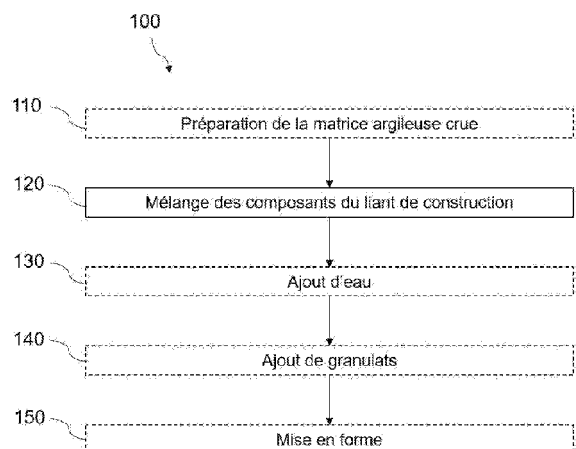 100
110
Préparation de la matrice argileuse crue
120
Mélange des composants du liant de construction
130
Ajout d'eau
140
Ajout de granulats
150
Mise en forme